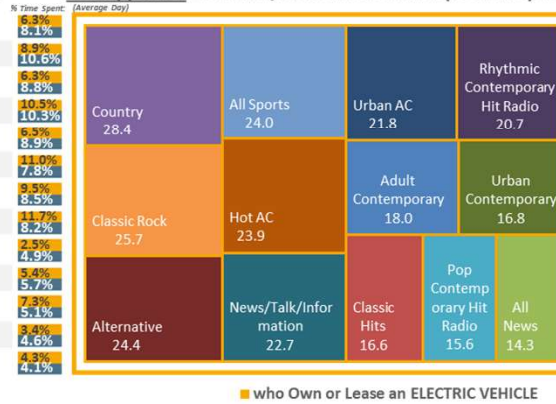 % Time Spent: (Average Day)
6.3%
8.1%
8.9%
10.6%
6.3%
8.8%
10.5%
10.3%
6.5%
8.9%
11.0%
7.8%
9.5%
8.5%
11.7%
8.2%
2.5%
4.9%
5.4%
5.7%
7.3%
5.1%
3.4%
4.6%
4.3%
4.1%
Country
28.4
Classic Rock
25.7
Alternative
24.4
All Sports
24.0
Hot AC
23.9
News/Talk/Infor
mation
22.7
Urban AC
21.8
Rhythmic
Contemporary
Hit Radio
20.7
Adult
Contemporary
18.0
Urban
Contemporary
16.8
Classic
Hits
16.6
Pop
Contemp
orary Hit
Radio
15.6
All
News
14.3
who Own or Lease an ELECTRIC VEHICLE